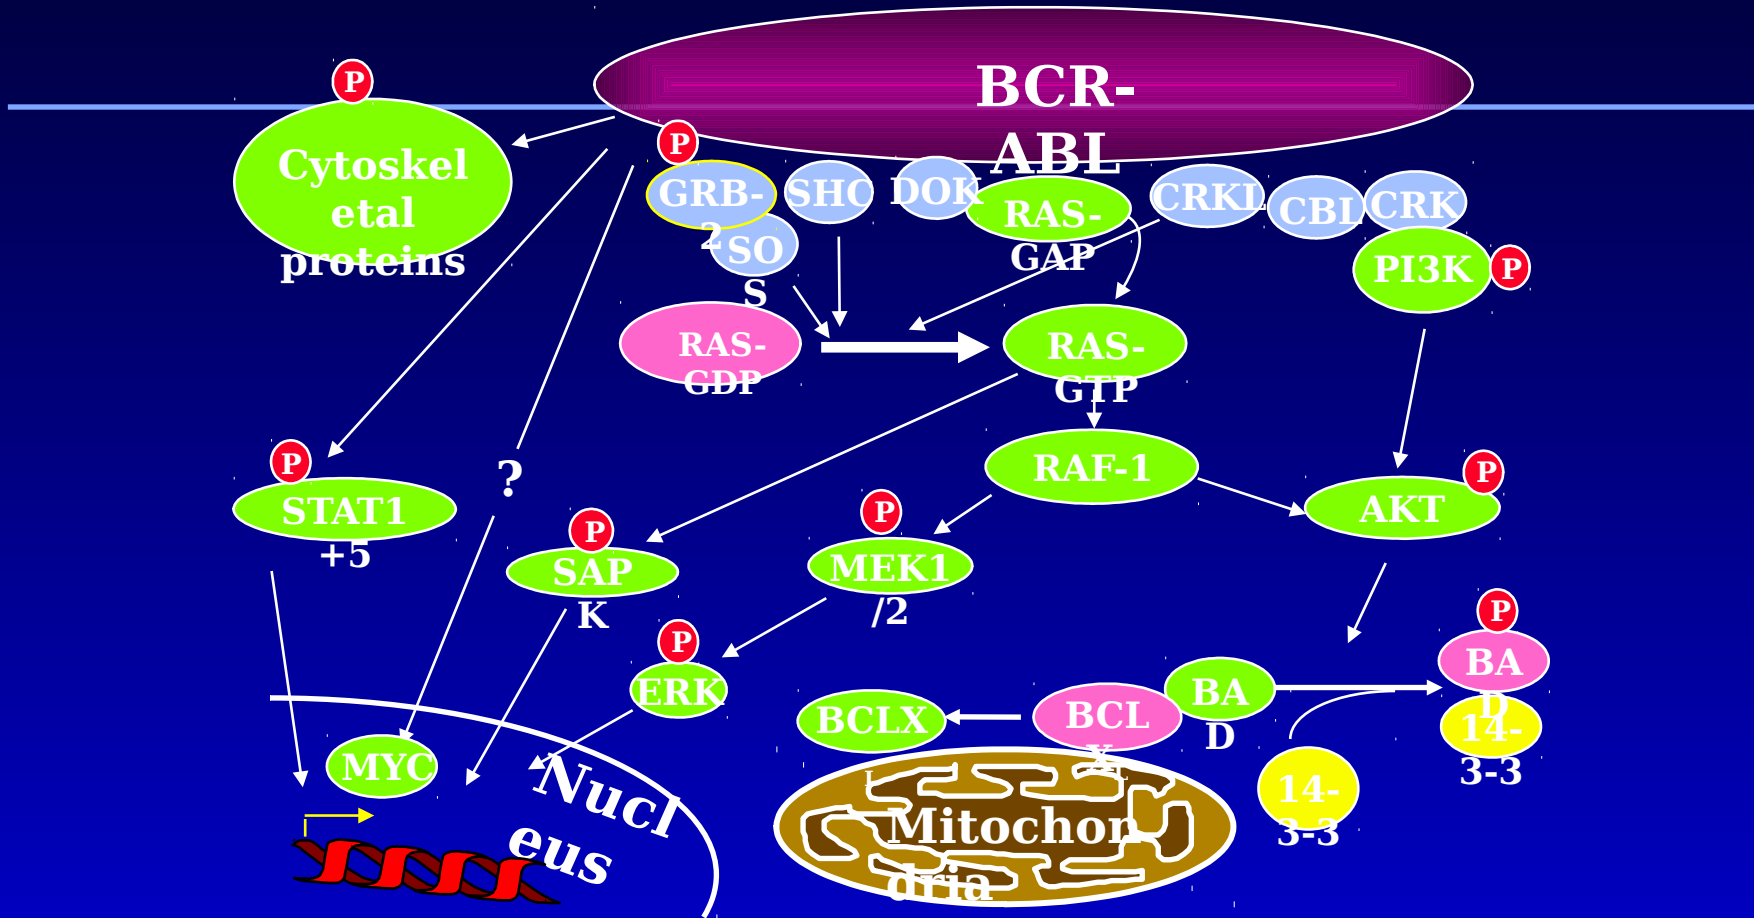 BCR-
ABL
P
Cytoskel
etal
proteins
P
GRB-
2
SO
S
SHC
DOK
RAS-
GAP
CRKL
CBL
CRK
PI3K
P
RAS-
GDP
RAS-
GTP
RAF-1
P
STAT1
+5
?
P
SAP
K
P
MEK1
/2
P
AKT
P
ERK
P
BA
D
14-
3-3
BCLX
L
BCL
X
L
BA
D
14-
3-3
MYC
Nucl
eus
Mitochon
dria